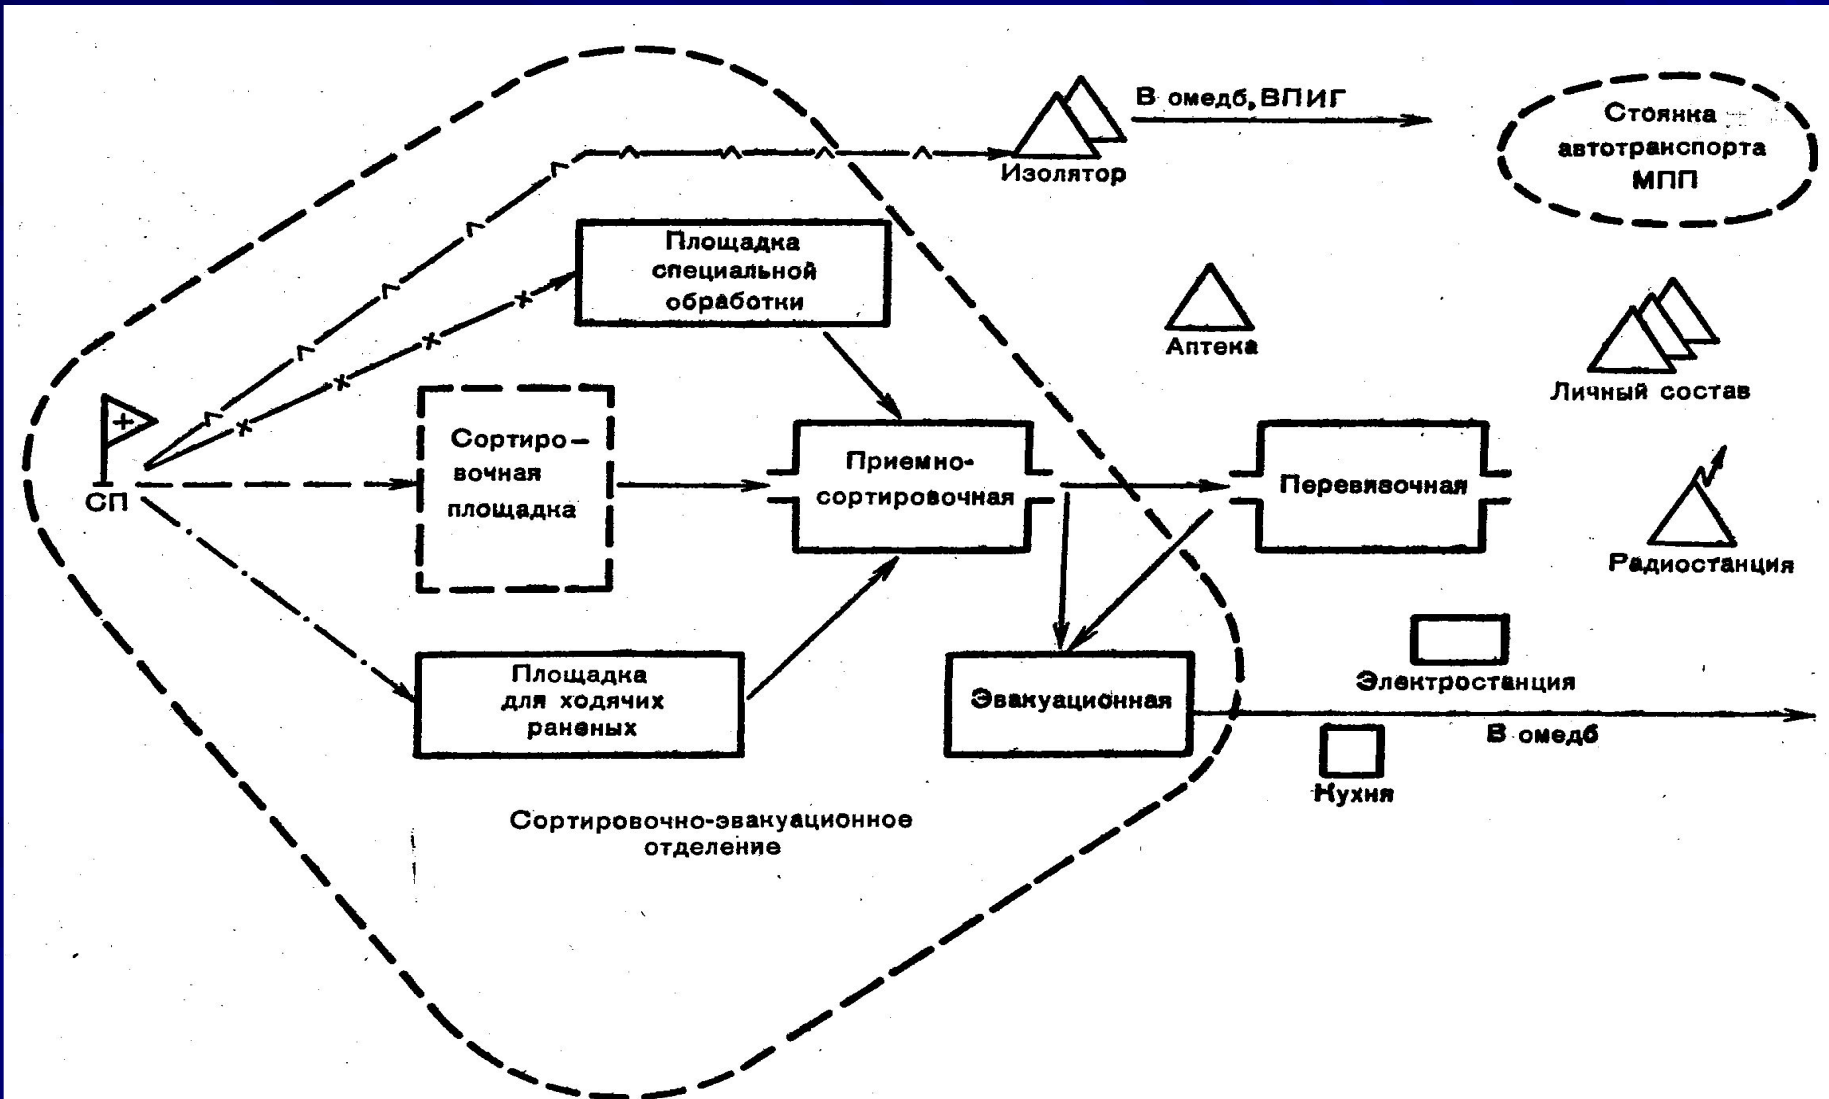 В омедб, ВПИГ
Стоянка
автотранспорта
МПП
Изолятор
Площадка
специальной
обработки
Аптека
Личный состав
СП
Сортиро-
вочная
площадка
Приемно-
сортировочная
Перевязочная
Радиостанция
Площадка
для ходячих
раненых
Эвакуационная
Электростанция
В омедб
Кухня
Сортировочно-эвакуационное
отделение